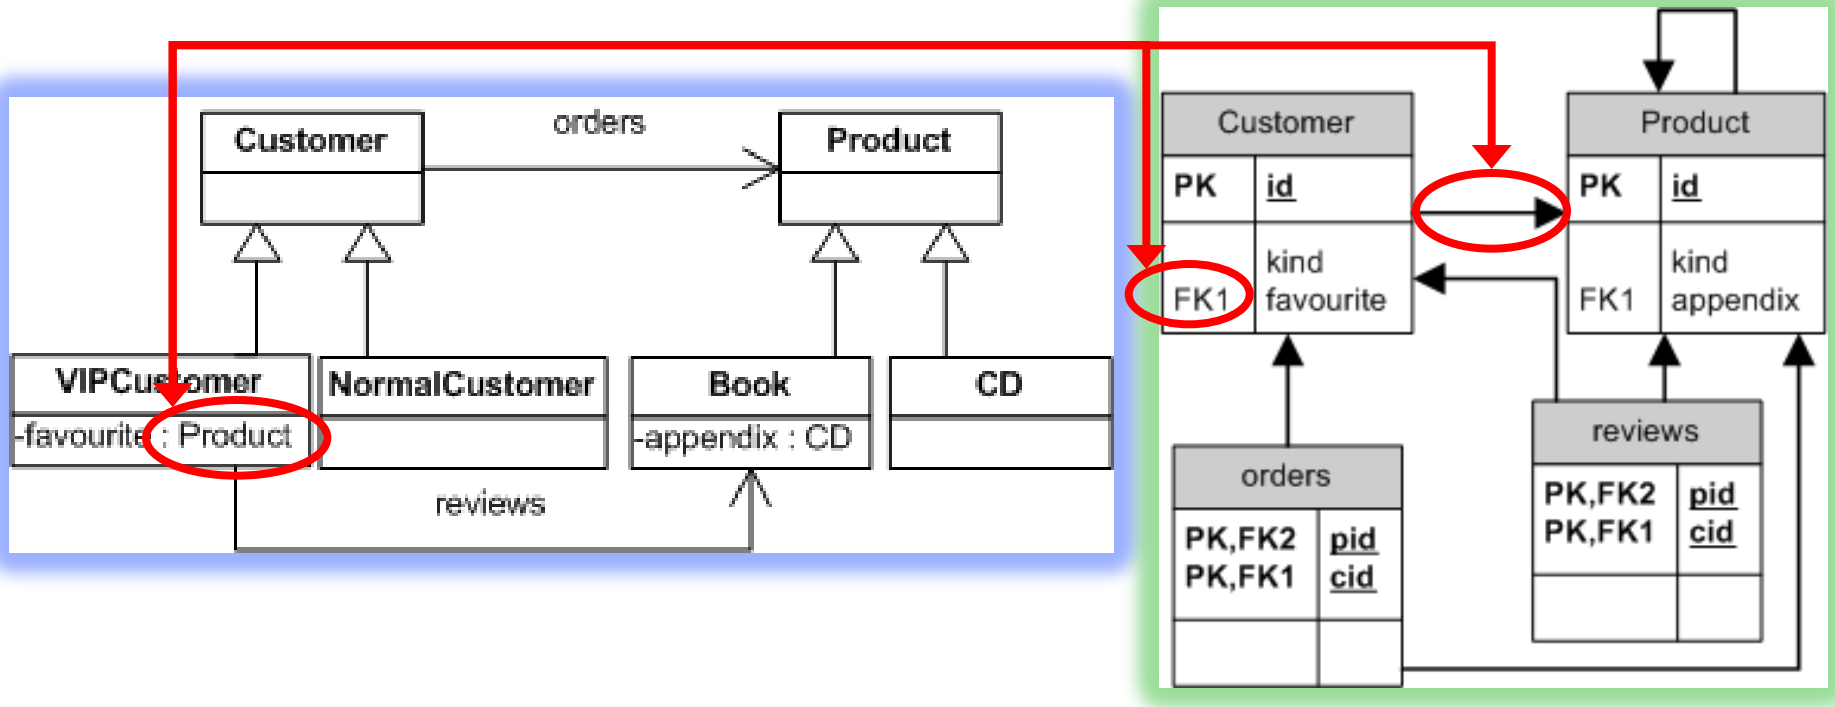 orders
Customer
Product
VIPCustomer
-favourite : Product
NormalCustomer
Book
-appendix : CD
CD
reviews
Customer
PK id
kind
FK1 favourite
Product
PK id
kind
FK1 appendix
orders
PK,FK2 pid
PK,FK1 cid
reviews
PK,FK2 pid
PK,FK1 cid